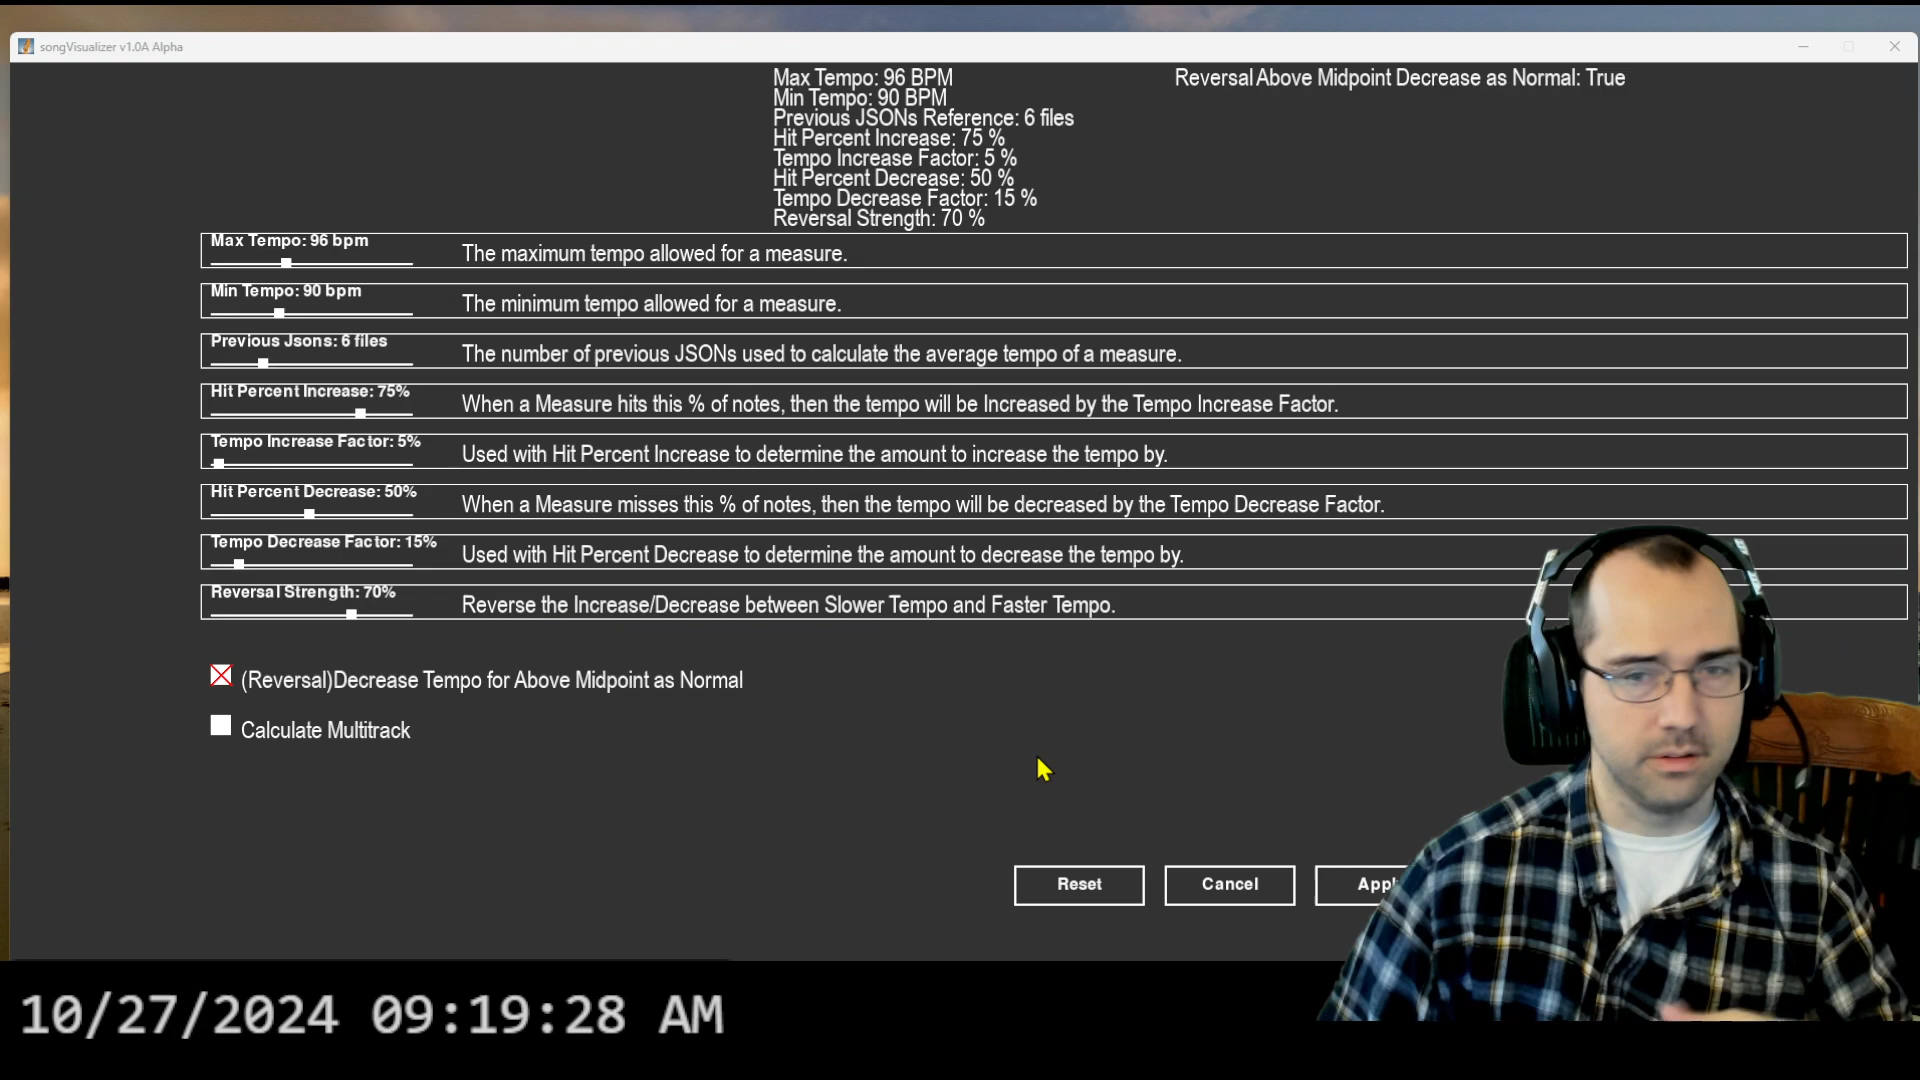 songVisualizer v1.0A Alpha
Max Tempo: 96 BPM
Min Tempo: 90 BPM
Previous JSONs Reference: 6 files
Hit Percent Increase: 75 %
Tempo Increase Factor: 5 %
Hit Percent Decrease: 50 %
Tempo Decrease Factor: 15 %
Reversal Strength: 70 %
Reversal Above Midpoint Decrease as Normal: True
Max Tempo: 96 bpm
The maximum tempo allowed for a measure.
Min Tempo: 90 bpm
The minimum tempo allowed for a measure.
Previous Jsons: 6 files
The number of previous JSONs used to calculate the average tempo of a measure.
Hit Percent Increase: 75%
When a Measure hits this % of notes, then the tempo will be Increased by the Tempo Increase Factor.
Tempo Increase Factor: 5%
Used with Hit Percent Increase to determine the amount to increase the tempo by.
Hit Percent Decrease: 50%
When a Measure misses this % of notes, then the tempo will be decreased by the Tempo Decrease Factor.
Tempo Decrease Factor: 15%
Used with Hit Percent Decrease to determine the amount to decrease the tempo by.
Reversal Strength: 70%
Reverse the Increase/Decrease between Slower Tempo and Faster Tempo.
(Reversal)Decrease Tempo for Above Midpoint as Normal
Calculate Multitrack
Reset
Cancel
Appl
10/27/2024 09:19:28 AM